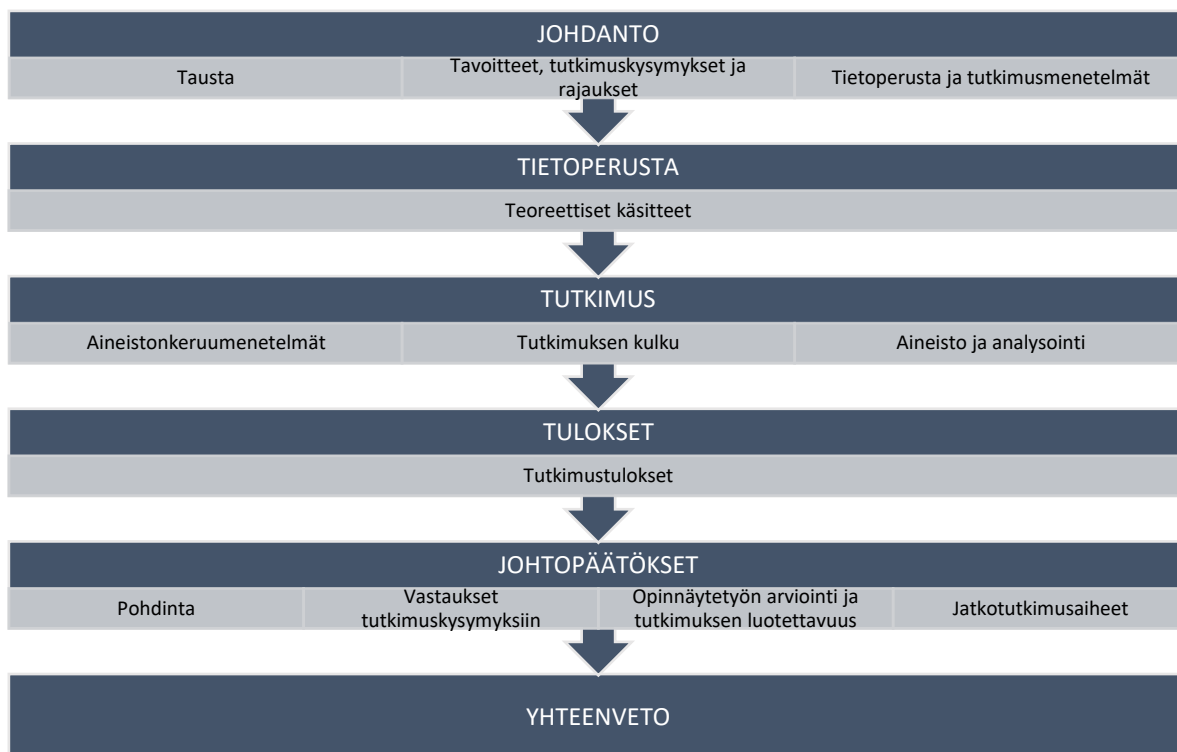 JOHDANTO
Tausta
Tavoitteet, tutkimuskysymykset ja
rajaukset
Tietoperusta ja tutkimusmenetelmät
TIETOPERUSTA
Teoreettiset käsitteet
TUTKIMUS
Aineistonkeruumenetelmät
Tutkimuksen kulku
Aineisto ja analysointi
TULOKSET
Tutkimustulokset
JOHTOPÄÄTÖKSET
Pohdinta
Vastaukset
tutkimuskysymyksiin
Opinnäytetyön arviointi ja
tutkimuksen luotettavuus
Jatkotutkimusaiheet
YHTEENVETO